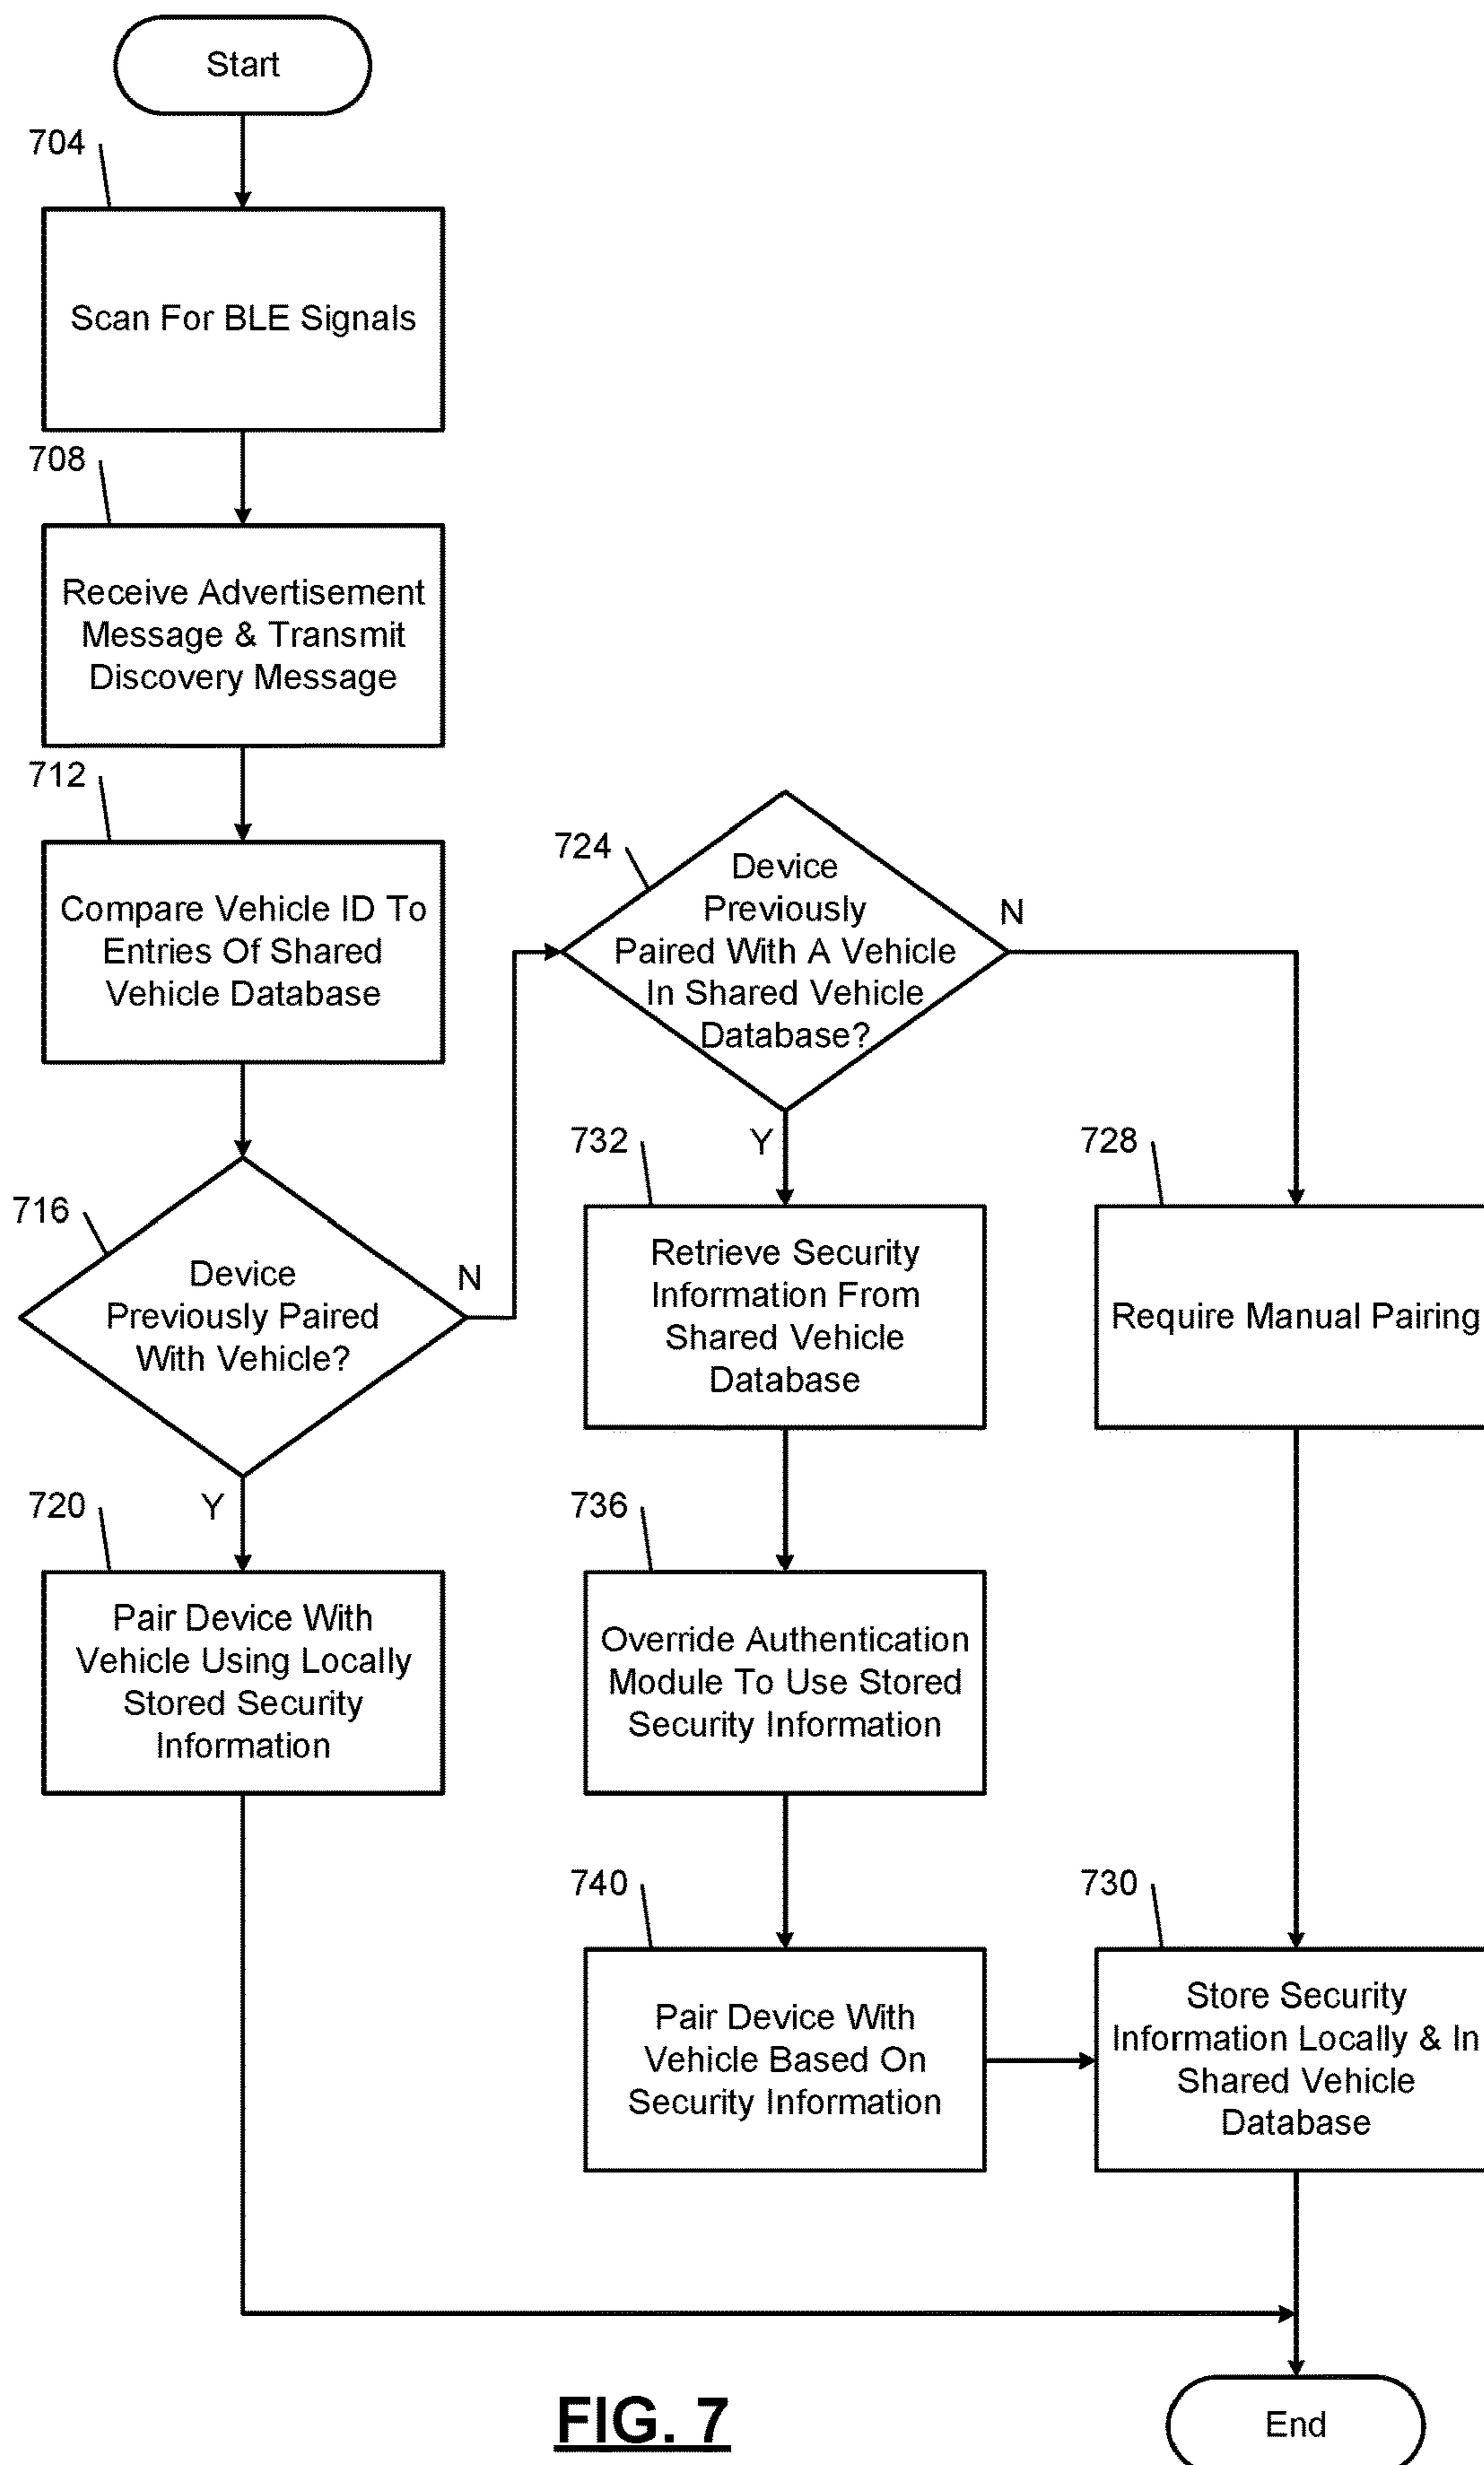 Start
704
Scan For BLE Signals
708
Receive Advertisement
Message & Transmit
Discovery Message
712
Compare Vehicle ID To
Entries Of Shared
Vehicle Database
716
Device
Previously Paired
With Vehicle?
N
Y
720
Pair Device With
Vehicle Using Locally
Stored Security
Information
724
Device
Previously
Paired With A Vehicle
In Shared Vehicle
Database?
N
Y
732
Retrieve Security
Information From
Shared Vehicle
Database
728
Require Manual Pairing
736
Override Authentication
Module To Use Stored
Security Information
740
Pair Device With
Vehicle Based On
Security Information
730
Store Security
Information Locally & In
Shared Vehicle
Database
End
FIG. 7